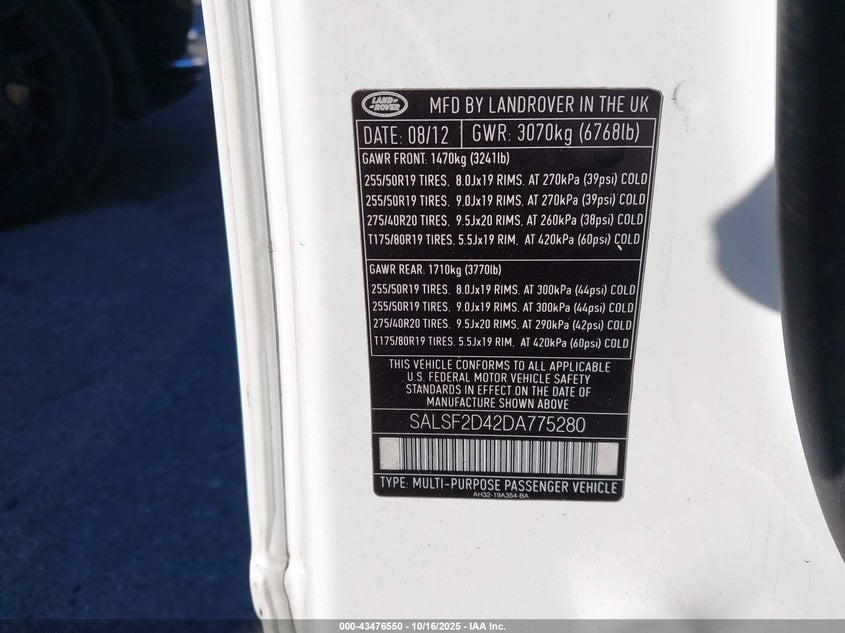 LAND ROVER
MFD BY LANDROVER IN THE UK
DATE: 08/12 GWR: 3070kg (6768lb)
GAWR FRONT: 1470kg (3241lb)
255/50R19 TIRES, 8.0Jx19 RIMS. AT 270kPa (39psi) COLD
255/50R19 TIRES, 9.0Jx19 RIMS. AT 270kPa (39psi) COLD
275/40R20 TIRES, 9.5Jx20 RIMS. AT 260kPa (38psi) COLD
T175/80R19 TIRES. 5.5Jx19 RIM, AT 420kPa (60psi) COLD
GAWR REAR: 1710kg (3770lb)
255/50R19 TIRES, 8.0Jx19 RIMS. AT 300kPa (44psi) COLD
255/50R19 TIRES, 9.0Jx19 RIMS. AT 300kPa (44psi) COLD
275/40R20 TIRES, 9.5Jx20 RIMS. AT 290kPa (42psi) COLD
T175/80R19 TIRES. 5.5Jx19 RIM, AT 420kPa (60psi) COLD
THIS VEHICLE CONFORMS TO ALL APPLICABLE
U.S. FEDERAL MOTOR VEHICLE SAFETY
STANDARDS IN EFFECT ON THE DATE OF
MANUFACTURE SHOWN ABOVE.
SALSF2D42DA775280
TYPE: MULTI-PURPOSE PASSENGER VEHICLE
AH32-19A354-BA
000-43476550 - 10/16/2025 - IAA Inc.